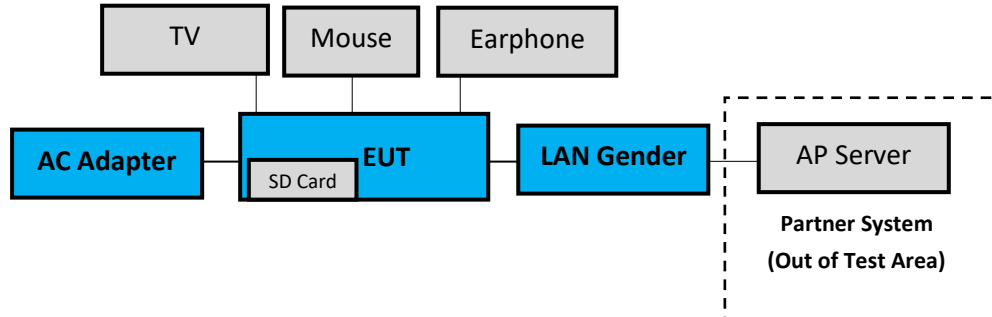 TV
Mouse
Earphone
AC Adapter
EUT
SD Card
LAN Gender
AP Server
Partner System
(Out of Test Area)